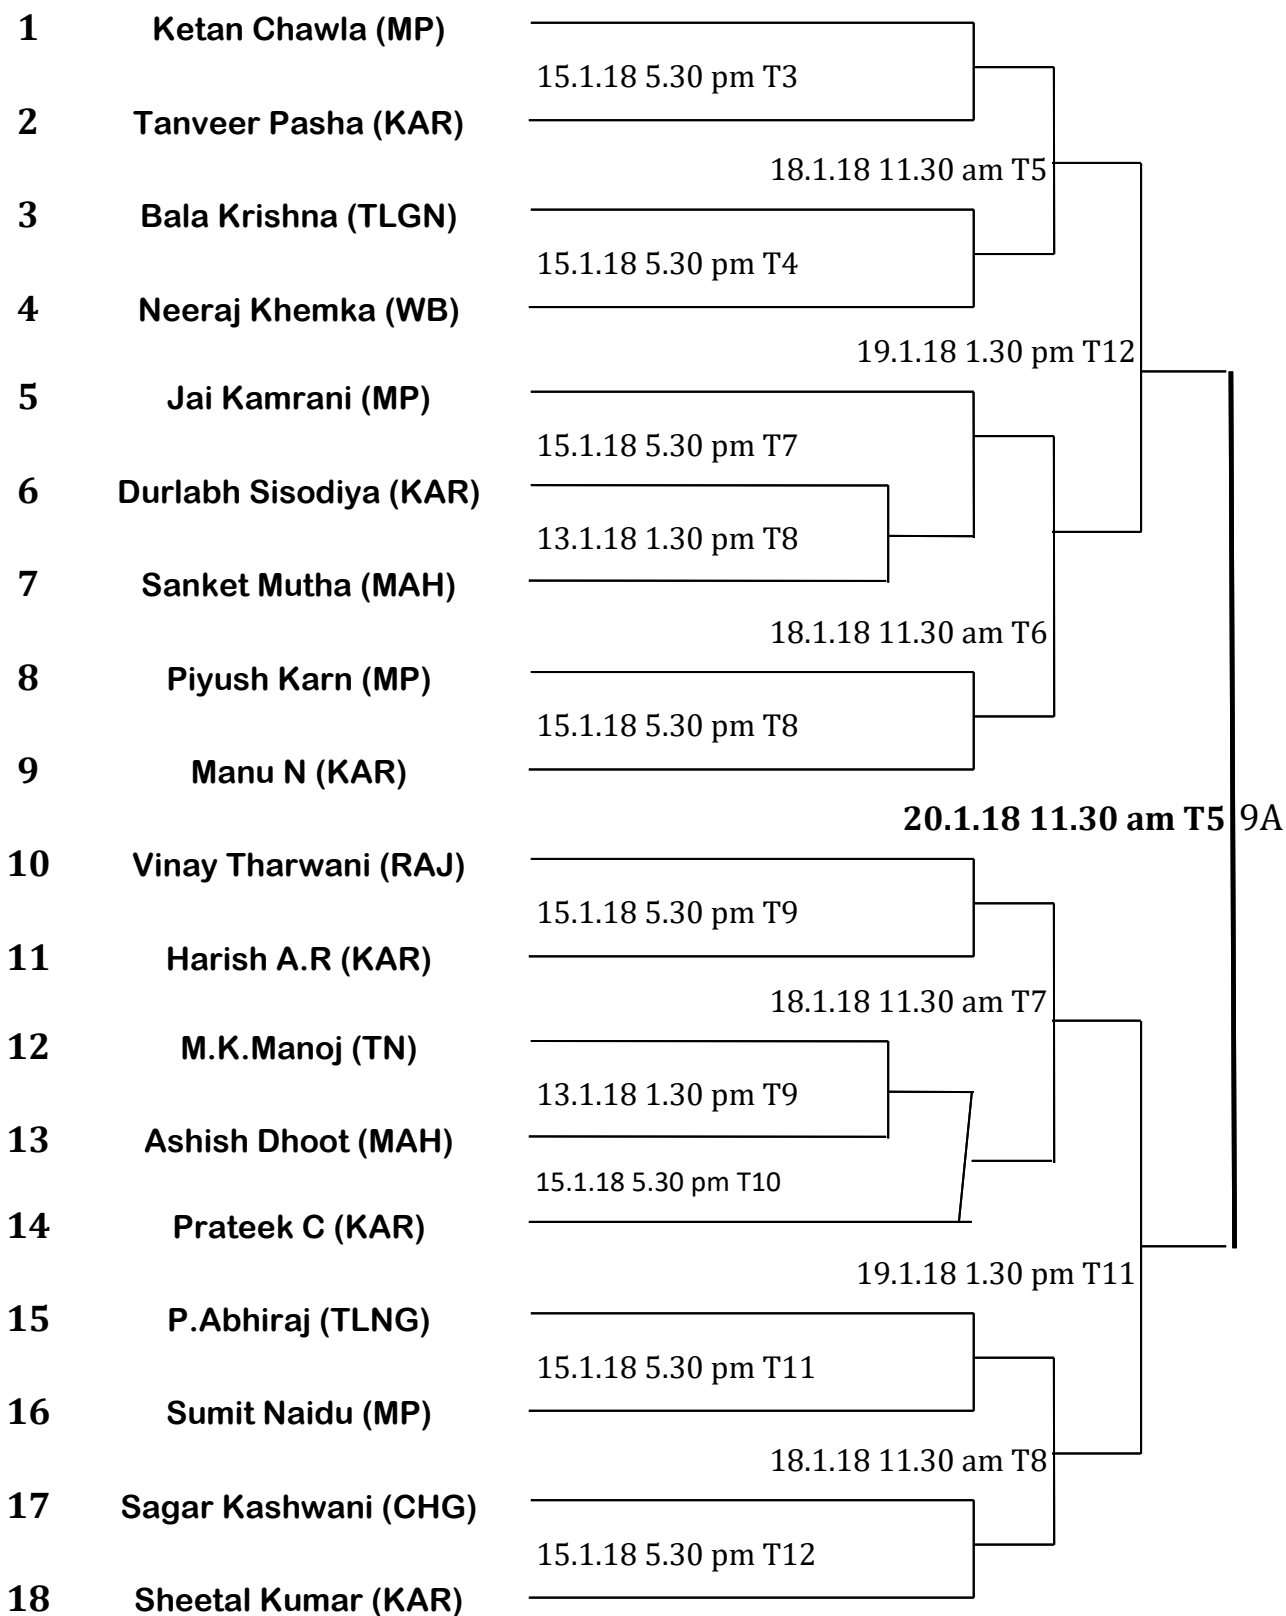 1 Ketan Chawla (MP)
15.1.18 5.30 pm T3
2 Tanveer Pasha (KAR)
18.1.18 11.30 am T5
3 Bala Krishna (TLGN)
15.1.18 5.30 pm T4
4 Neeraj Khemka (WB)
19.1.18 1.30 pm T12
5 Jai Kamrani (MP)
15.1.18 5.30 pm T7
6 Durlabh Sisodiya (KAR)
13.1.18 1.30 pm T8
7 Sanket Mutha (MAH)
18.1.18 11.30 am T6
8 Piyush Karn (MP)
15.1.18 5.30 pm T8
9 Manu N (KAR)
20.1.18 11.30 am T5 9A
10 Vinay Tharwani (RAJ)
15.1.18 5.30 pm T9
11 Harish A.R (KAR)
18.1.18 11.30 am T7
12 M.K.Manoj (TN)
13.1.18 1.30 pm T9
13 Ashish Dhoot (MAH)
15.1.18 5.30 pm T10
14 Prateek C (KAR)
19.1.18 1.30 pm T11
15 P.Abhiraj (TLNG)
15.1.18 5.30 pm T11
16 Sumit Naidu (MP)
18.1.18 11.30 am T8
17 Sagar Kashwani (CHG)
15.1.18 5.30 pm T12
18 Sheetal Kumar (KAR)